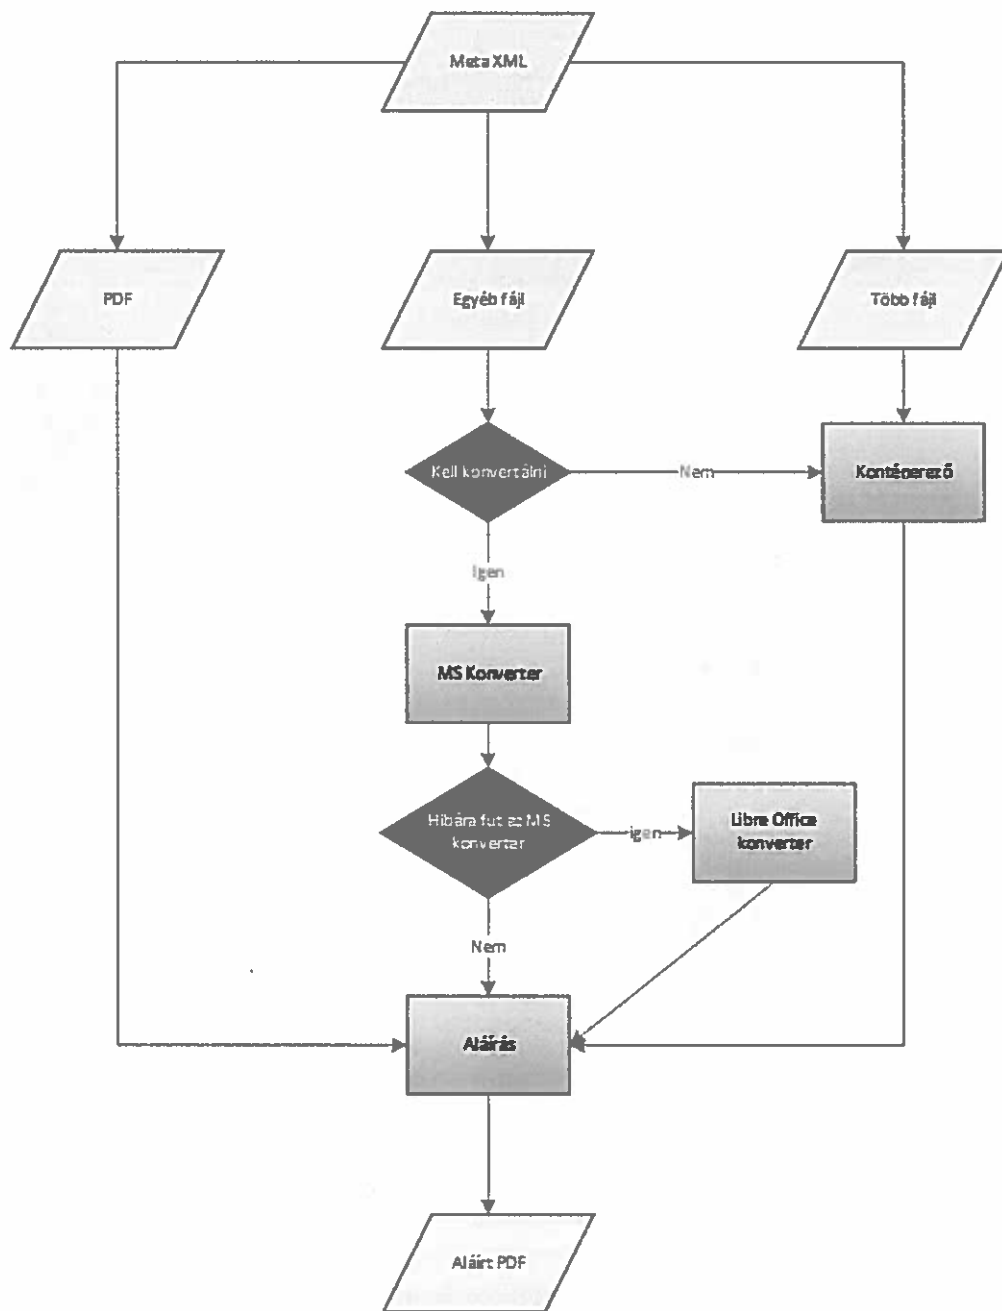 Meta XML
PDF
Egyéb fájl
Több fájl
Kell konvertálni
Nem
Konténerező
Igen
MS Konverter
Hibára fut az MS
konverter
igen
Libre Office
konverter
Nem
Aláírás
Aláírt PDF